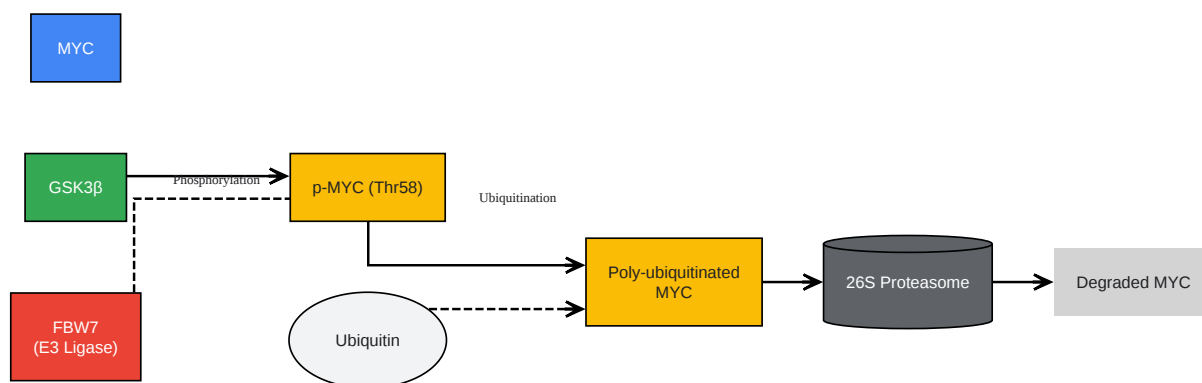 MYC
GSK3β
Phosphorylation
p-MYC (Thr58)
Ubiquitination
Poly-ubiquitinated
MYC
26S Proteasome
Degraded MYC
FBW7
(E3 Ligase)
Ubiquitin